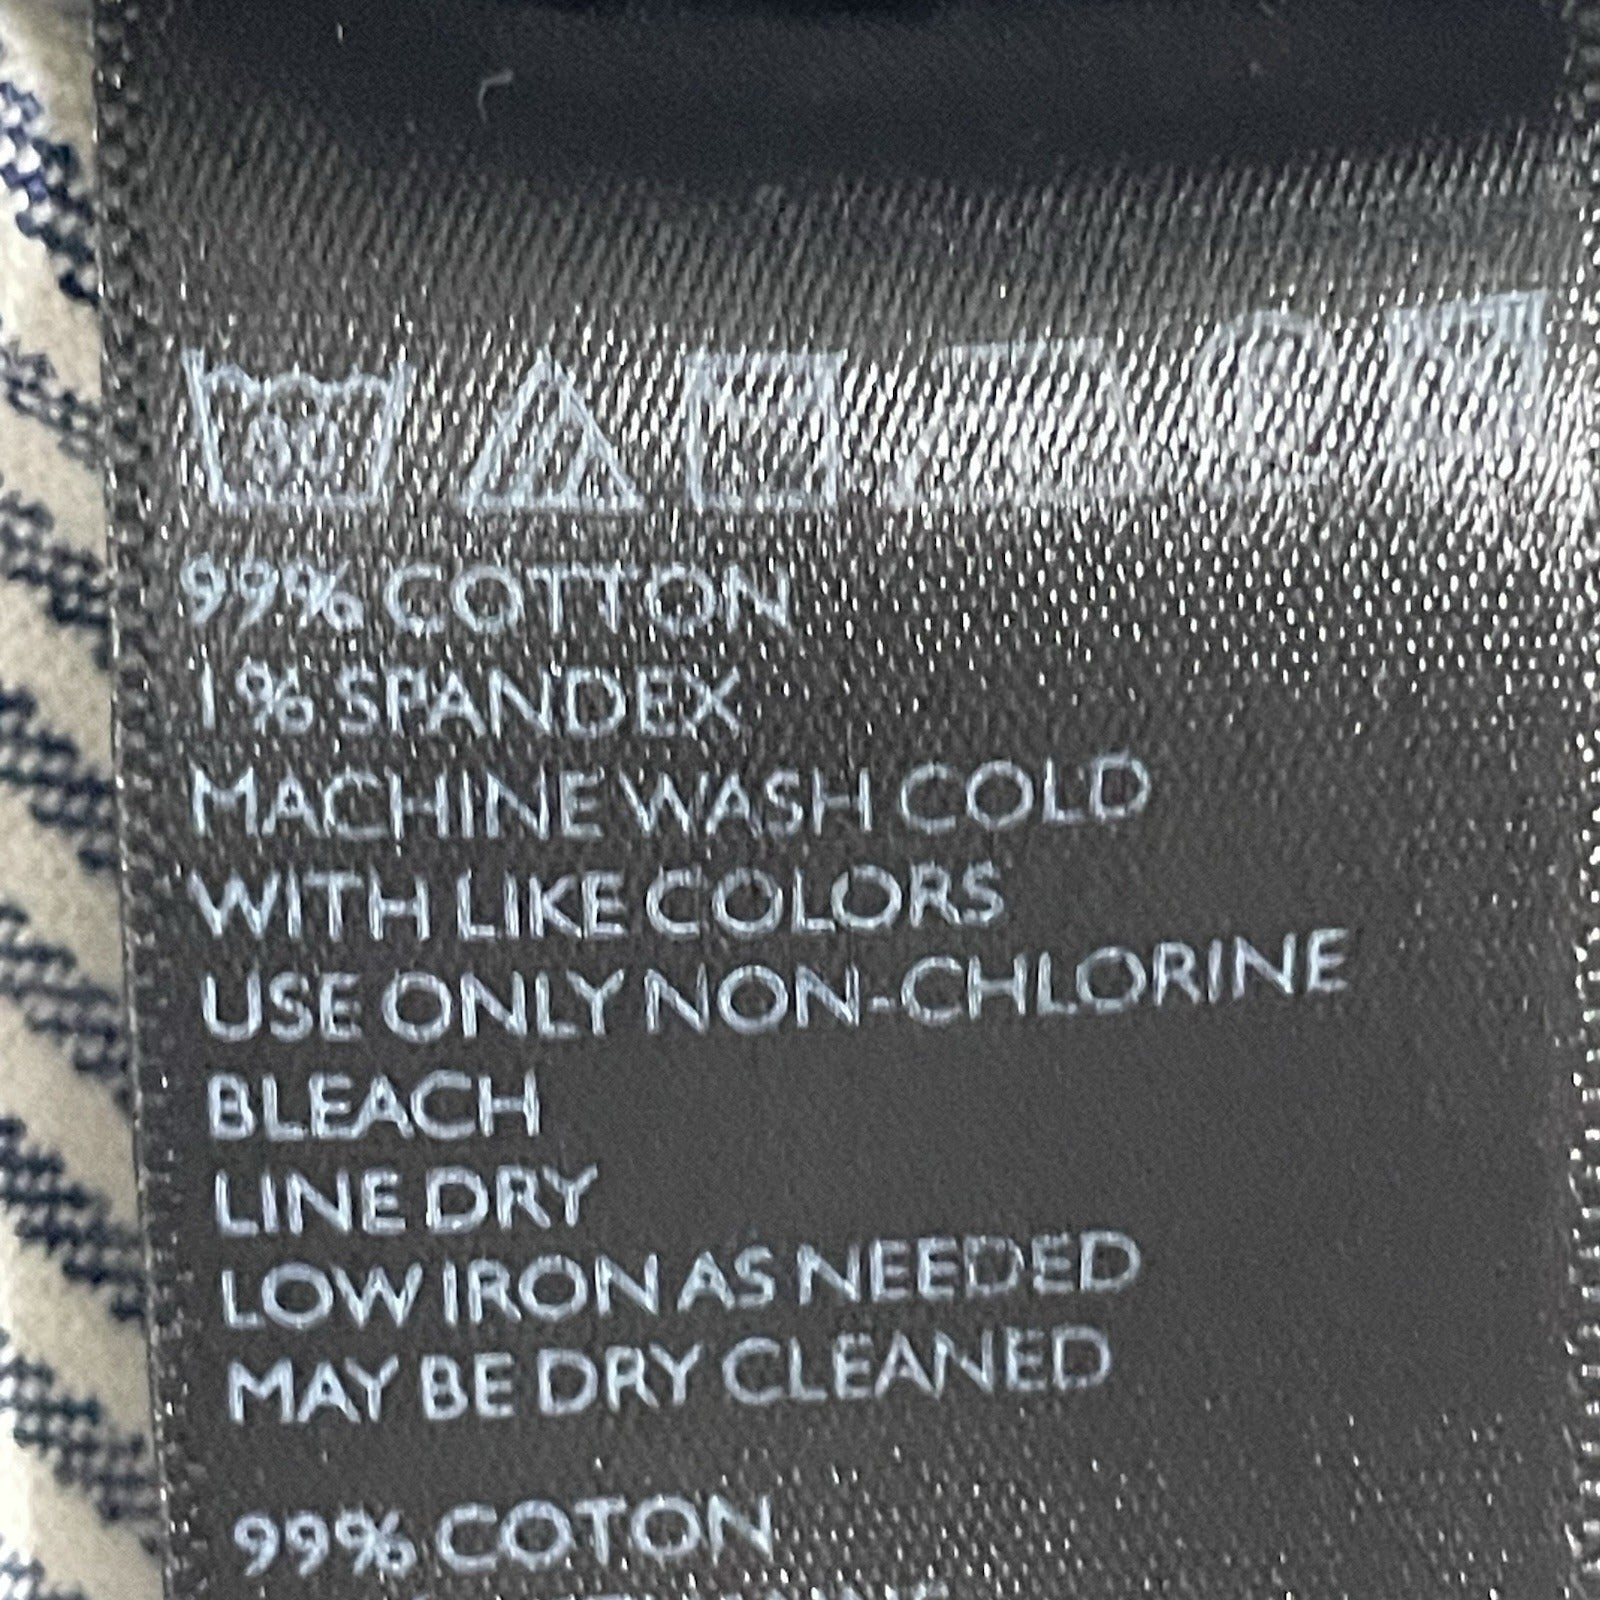 30
99% COTTON
1% SPANDEX
MACHINE WASH COLD
WITH LIKE COLORS
USE ONLY NON-CHLORINE
BLEACH
LINE DRY
LOW IRON AS NEEDED
MAY BE DRY CLEANED
99% COTON